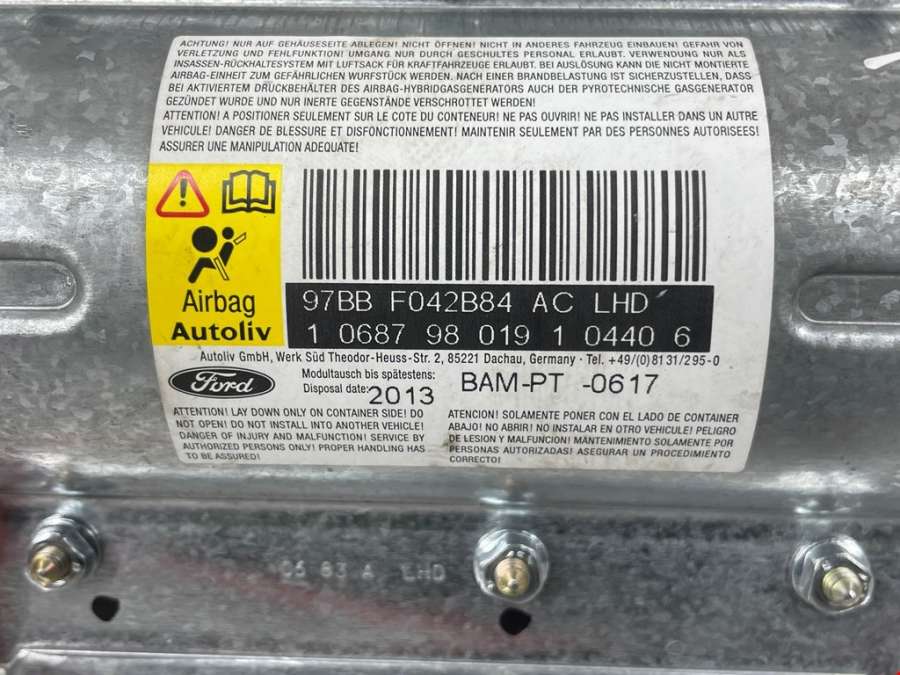 ACHTUNG! NUR AUF GEHÄUSESEITE ABLEGEN! NICHT ÖFFNEN! NICHT IN ANDERES FAHRZEUG EINBAUEN! GEFAHR VON
VERLETZUNG UND FEHLFUNKTION! UMGANG NUR DURCH GESCHULTES PERSONAL ERLAUBT. VERWENDUNG NUR ALS
INSASSEN-RÜCKHALTESYSTEM MIT LUFTSACK FÜR KRAFTFAHRZEUGE ERLAUBT. BEI AUSLÖSUNG KANN DIE NICHT MONTIERTE
AIRBAG-EINHEIT ZUM GEFÄHRLICHEN WURFSTÜCK WERDEN. NACH EINER BRANDBELASTUNG IST SICHERZUSTELLEN, DASS
BEI AKTIVIERTEM DRUCKBEHÄLTER DES AIRBAG-HYBRIDGASGENERATORS AUCH DER PYROTECHNISCHE GASGENERATOR
GEZÜNDET WURDE UND NUR INERTE GEGENSTÄNDE VERSCHROTTET WERDEN!
ATTENTION! A POSITIONER SEULEMENT SUR LE COTE DU CONTENEUR! NE PAS OUVRIR! NE PAS INSTALLER DANS UN AUTRE
VEHICULE! DANGER DE BLESSURE ET DISFONCTIONNEMENT! MAINTENIR SEULEMENT PAR DES PERSONNES AUTORISEES!
ASSURER UNE MANIPULATION ADEQUATE!
Airbag
Autoliv
97BB F042B84 AC LHD
1 0687 98 019 1 0440 6
Autoliv GmbH, Werk Süd Theodor-Heuss-Str. 2, 85221 Dachau, Germany · Tel. +49/(0)8131/295-0
Ford
Modultausch bis spätestens:
Disposal date: 2013
BAM-PT -0617
ATTENTION! LAY DOWN ONLY ON CONTAINER SIDE! DO
NOT OPEN! DO NOT INSTALL INTO ANOTHER VEHICLE!
DANGER OF INJURY AND MALFUNCTION! SERVICE BY
AUTHORIZED PERSONS ONLY! PROPER HANDLING HAS
TO BE ASSURED!
ATENCION! SOLAMENTE PONER CON EL LADO DE CONTAINER
ABAJO! NO ABRIR! NO INSTALAR EN OTRO VEHICULE! PELIGRO
DE LESION Y MALFUNCION! MANTENIMIENTO SOLAMENTE POR
PERSONAS AUTORIZADAS! ASEGURAR UN PROCEDIMIENTO
CORRECTO!
83 A LHD